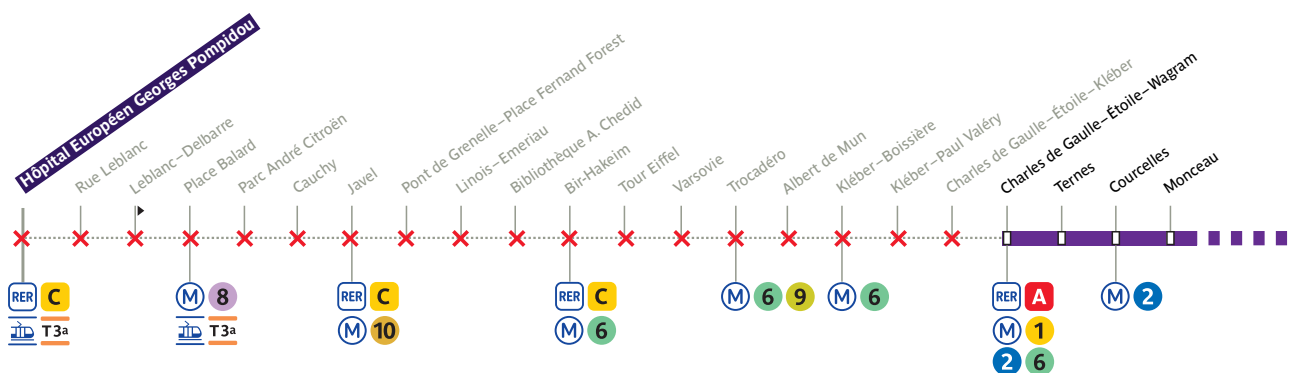 Hôpital Européen Georges Pompidou
Rue Leblanc
Leblanc–Delbarre
Place Balard
Parc André Citroën
Cauchy
Javel
Pont de Grenelle–Place Fernand Forest
Linois–Emeriau
Bibliothèque A. Chedid
Bir-Hakeim
Tour Eiffel
Varsovie
Trocadéro
Albert de Mun
Kléber–Boissière
Kléber–Paul Valéry
Charles de Gaulle–Étoile–Kléber
Charles de Gaulle–Étoile–Wagram
Ternes
Courcelles
Monceau
RER C
T3a
M 8
T3a
RER C
M 10
RER C
M 6
M 6 9
M 6
RER A
M 1
2 6
M 2